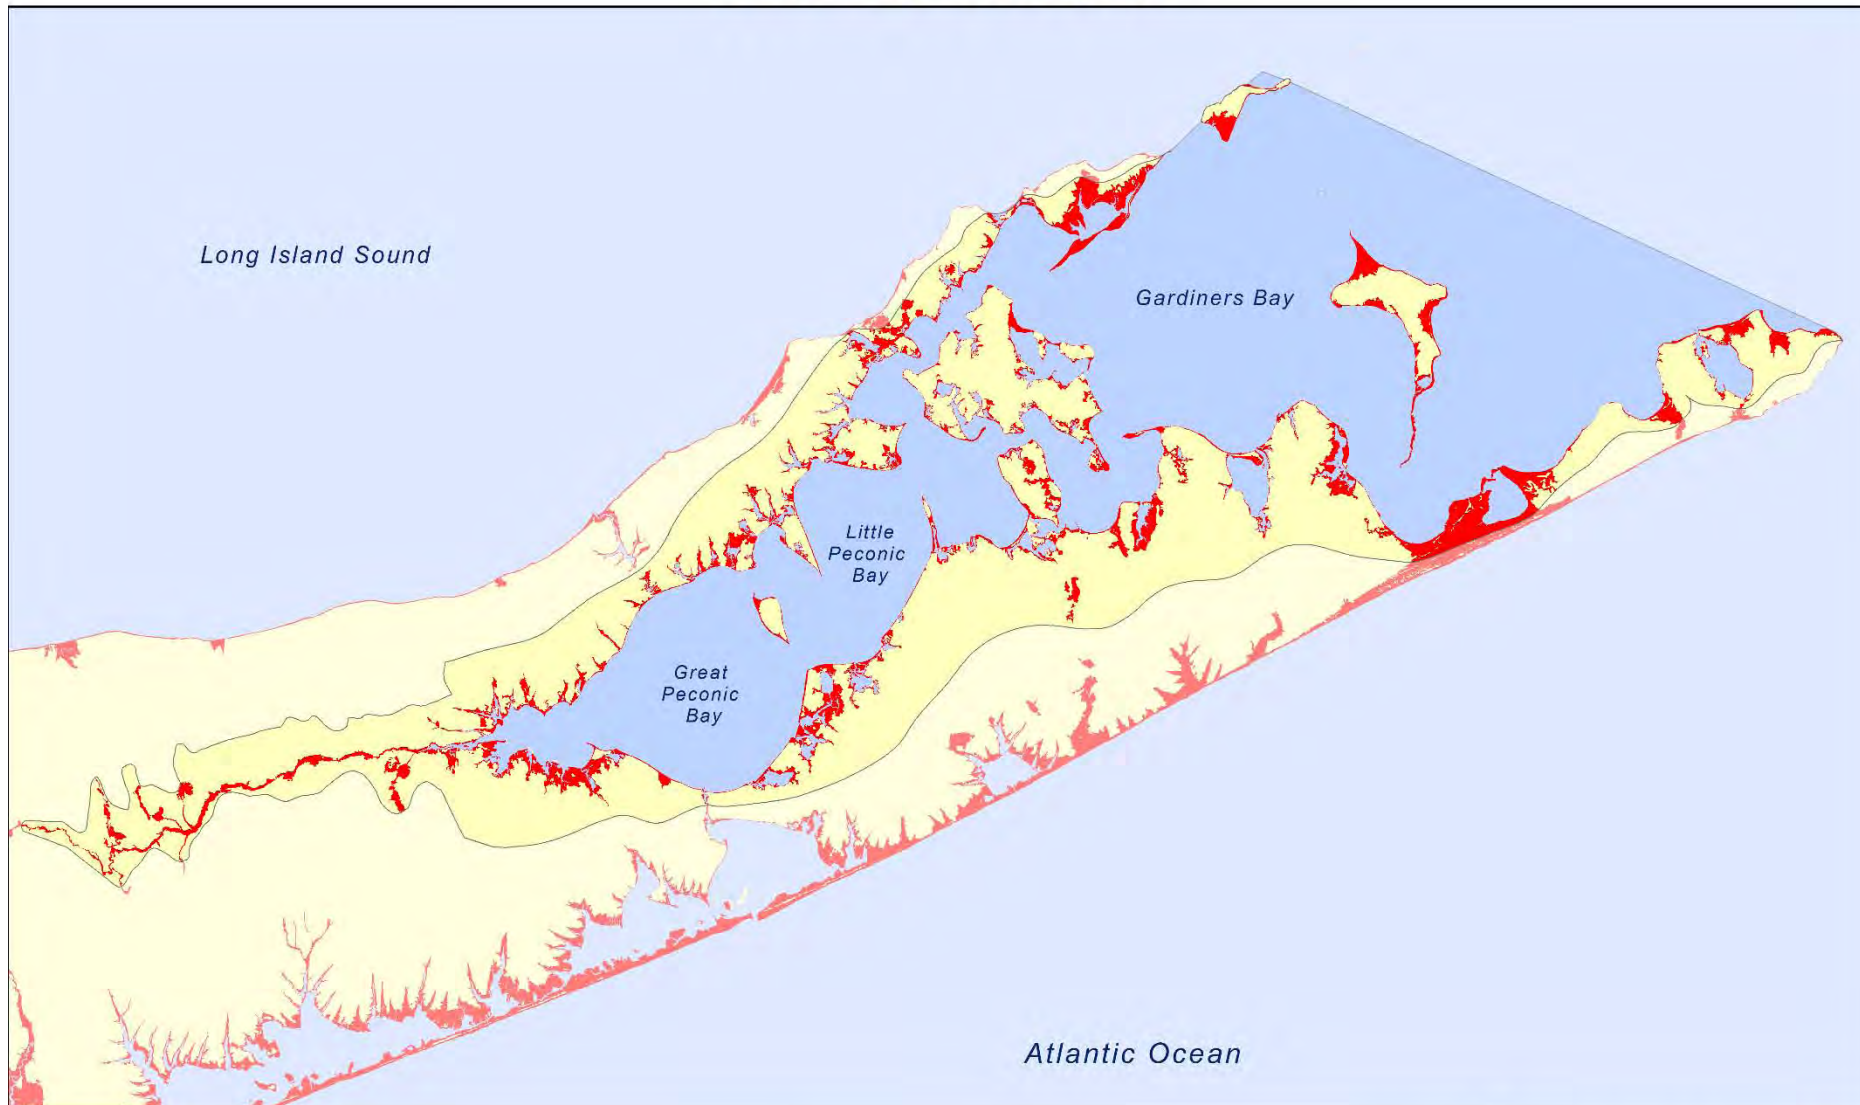 Long Island Sound
Gardiners Bay
Little
Peconic
Bay
Great
Peconic
Bay
Atlantic Ocean